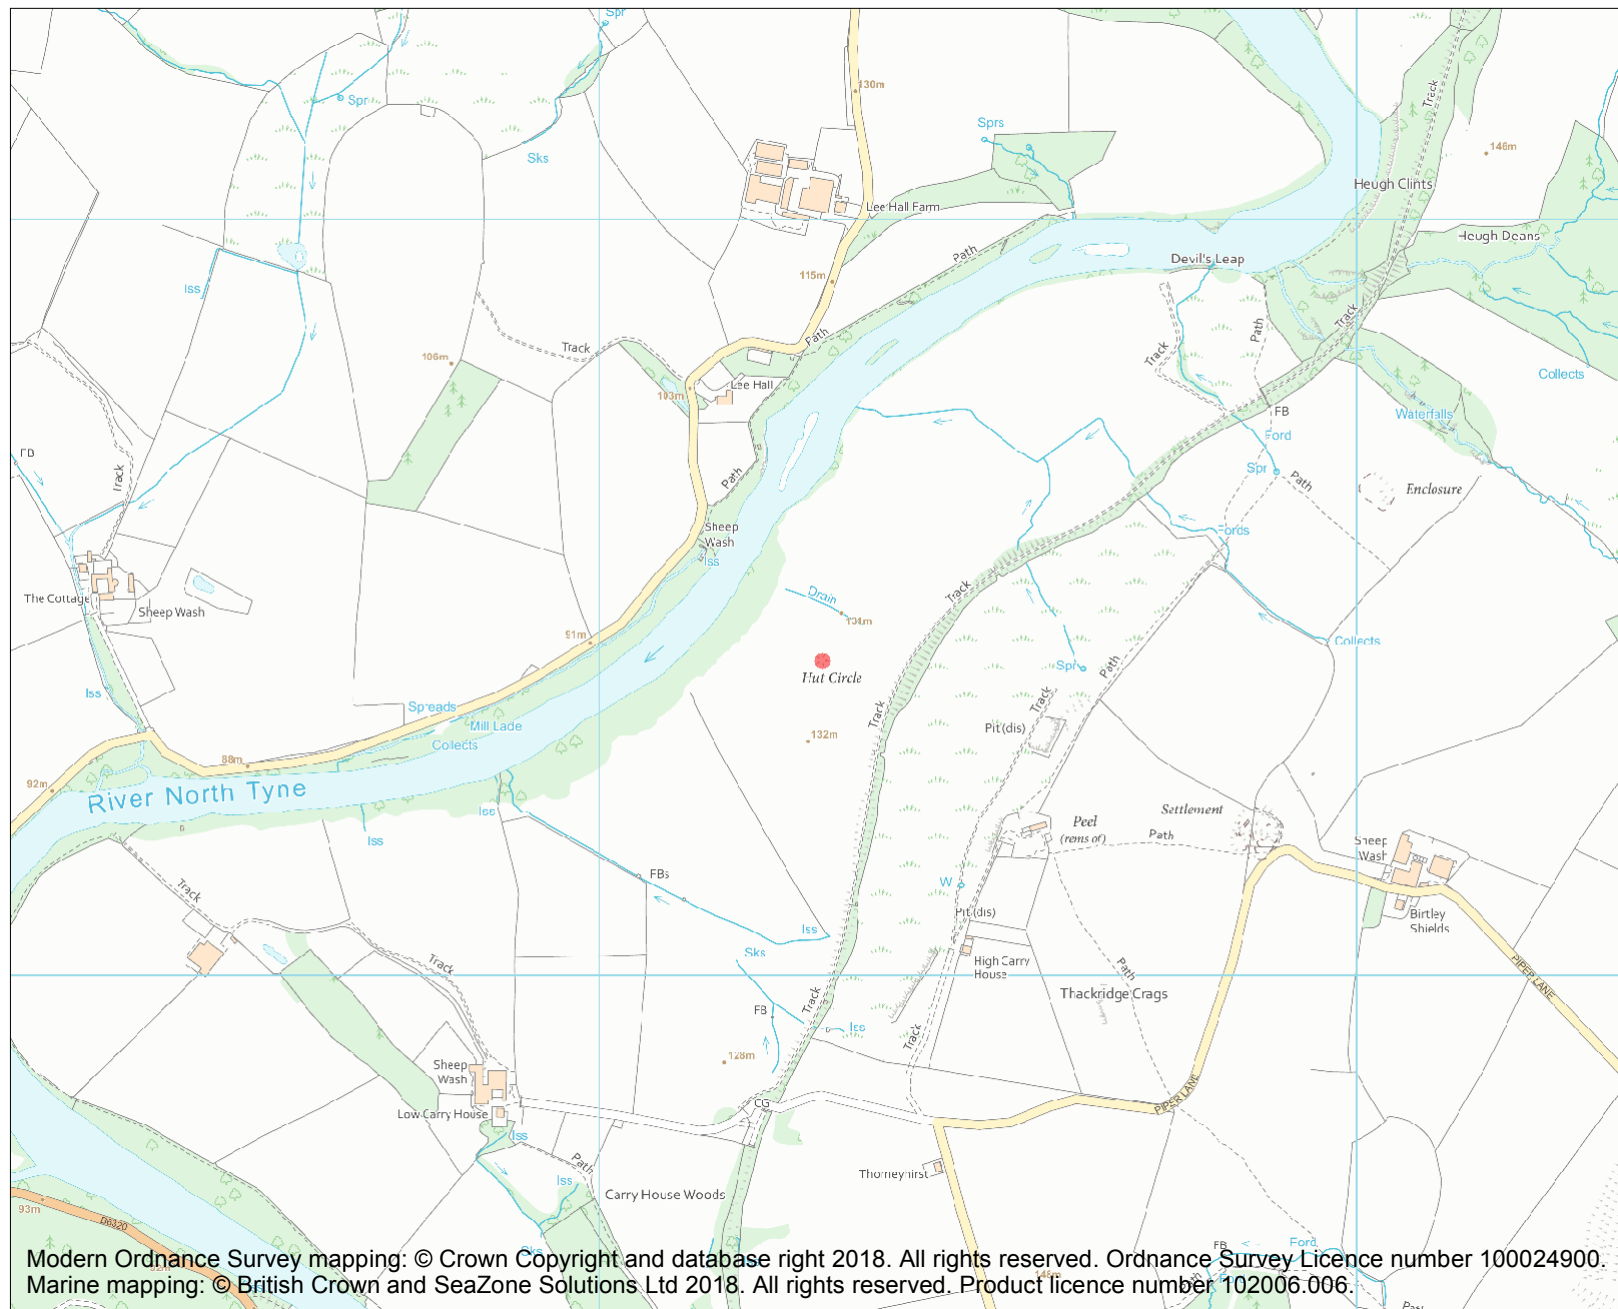 Spr
Spr
Sks
130m
Sprs
Track
146m
Heugh Clints
Lee Hall Farm
Heugh Deans
Path
Devil's Leap
115m
Iss
Path
Track
Path
Track
Track
106m
Collects
103m
Lee Hall
FB
Waterfalls
Ford
FB
Track
Path
Spr
Path
Enclosure
Sheep
Wash
Iss
Fords
The Cottage
Sheep Wash
Drain
Track
131m
91m
Collects
Hut Circle
Spr
Path
Iss
Track
Spreads
Mill Lade
Track
Pit (dis)
Collects
132m
88m
92m
River North Tyne
Iss
Iss
Peel
(rems of)
Path
Settlement
Sheep
Wash
Track
FBs
W
Pit (dis)
Birtley
Shields
Iss
Sks
Track
High Carry
House
Path
PIPER LANE
Thackridge Crags
Track
FB
Iss
Track
128m
Sheep
Wash
Low Carry House
CG
PIPER LANE
Iss
Path
Thorneyhirst
Iss
Carry House Woods
93m
B6320
Sks
FB
Ford
Modern Ordnance Survey mapping: © Crown Copyright and database right 2018. All rights reserved. Ordnance Survey Licence number 100024900.
Marine mapping: © British Crown and SeaZone Solutions Ltd 2018. All rights reserved. Product licence number 102006.006.
Path